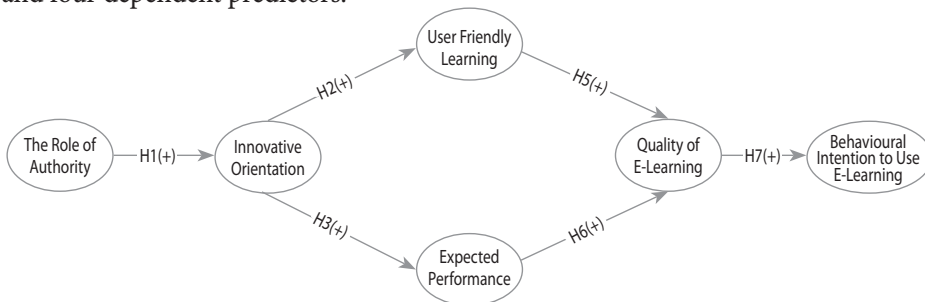 and four dependent predictors.
User Friendly
Learning
H2(+)
H5(+)
The Role of
Authority
H1(+)
Innovative
Orientation
Quality of
E-Learning
H7(+)
Behavioural
Intention to Use
E-Learning
H3(+)
H6(+)
Expected
Performance